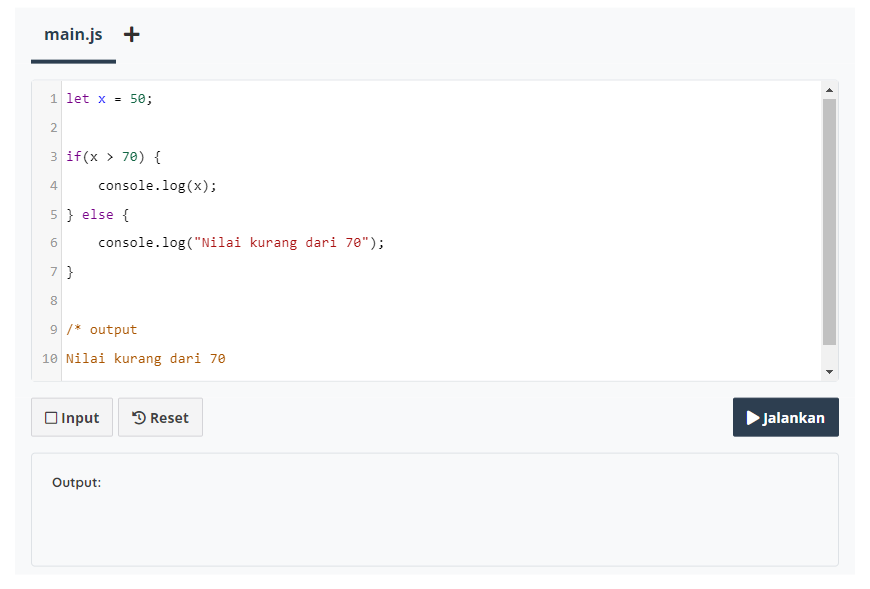 main.js +
1 let x = 50;
2
3 if(x > 70) {
4 console.log(x);
5 } else {
6 console.log("Nilai kurang dari 70");
7 }
8
9 /* output
10 Nilai kurang dari 70
Input Reset Jalankan
Output: